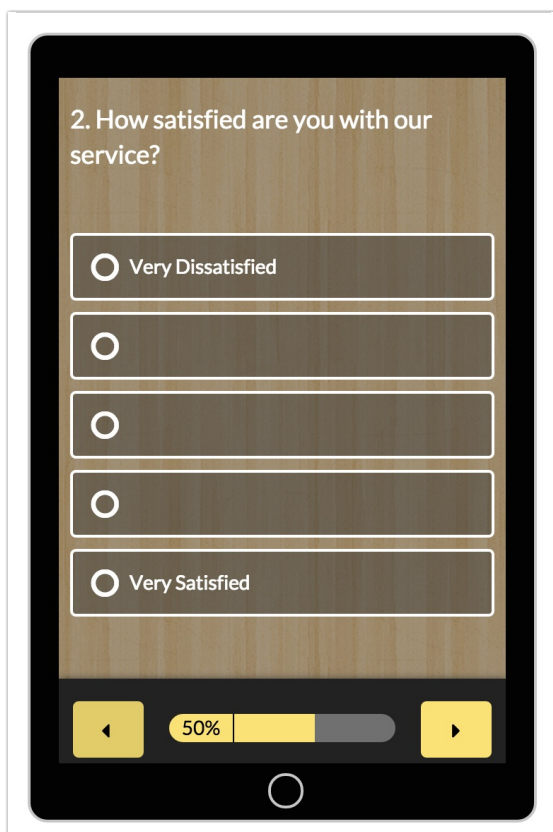 2. How satisfied are you with our
service?
Very Dissatisfied
Very Satisfied
50%